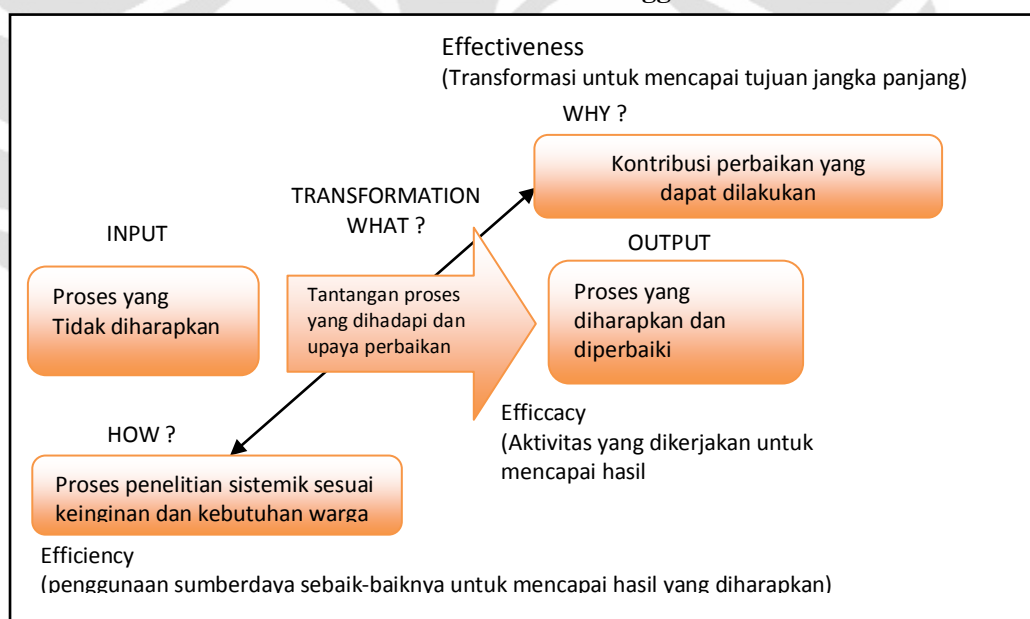 Effectiveness
(Transformasi untuk mencapai tujuan jangka panjang)
WHY ?
Kontribusi perbaikan yang
dapat dilakukan
TRANSFORMATION
WHAT ?
INPUT
OUTPUT
Proses yang
Tidak diharapkan
Tantangan proses
yang dihadapi dan
upaya perbaikan
Proses yang
diharapkan dan
diperbaiki
Efficcacy
(Aktivitas yang dikerjakan untuk
mencapai hasil
HOW ?
Proses penelitian sistemik sesuai
keinginan dan kebutuhan warga
Efficiency
(penggunaan sumberdaya sebaik-baiknya untuk mencapai hasil yang diharapkan)